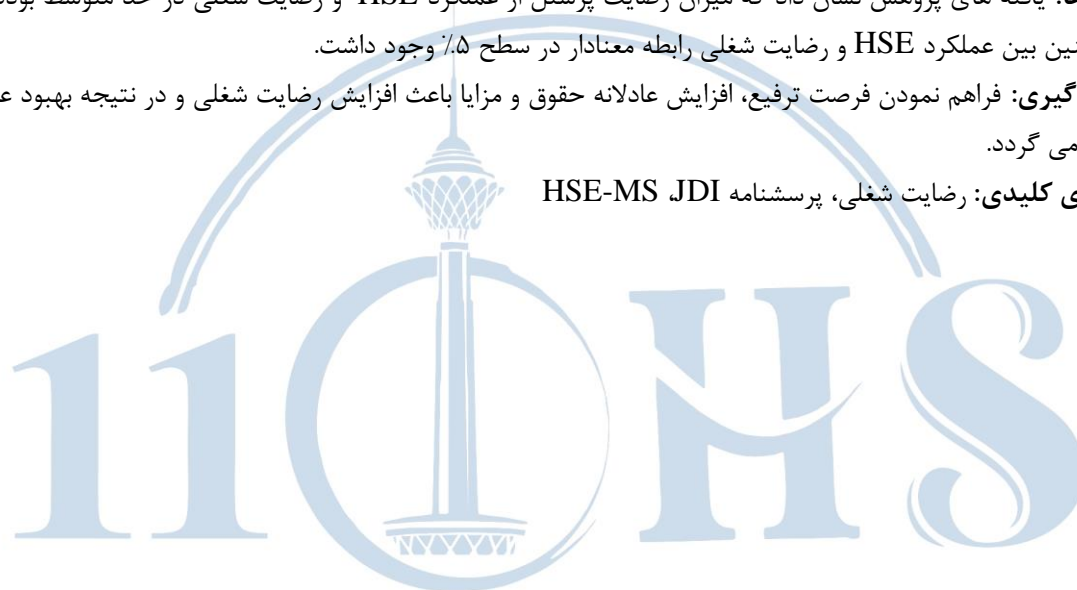 یافته های پژوهش نشان داد که میزان رضایت پرسنل از عملکرد HSE و رضایت شغلی در حد متوسط بوده
بین عملکرد HSE و رضایت شغلی رابطه معنادار در سطح ۵٪ وجود داشت.
گیری: فراهم نمودن فرصت ترفیع، افزایش عادلانه حقوق و مزایا باعث افزایش رضایت شغلی و در نتیجه بهبود
می گردد.
کلیدی: رضایت شغلی، پرسشنامه JDI، HSE-MS
11OHS